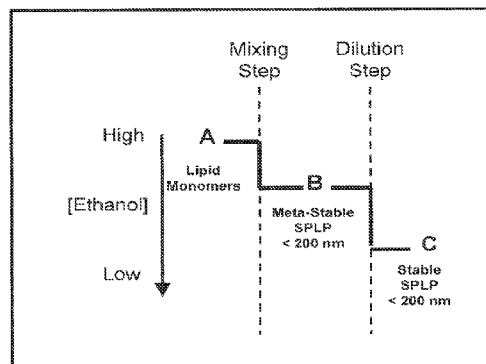 Mixing Step
Dilution Step
High
A
Lipid
Monomers
B
[Ethanol]
Meta-Stable
SPLP
< 200 nm
C
Low
Stable
SPLP
< 200 nm